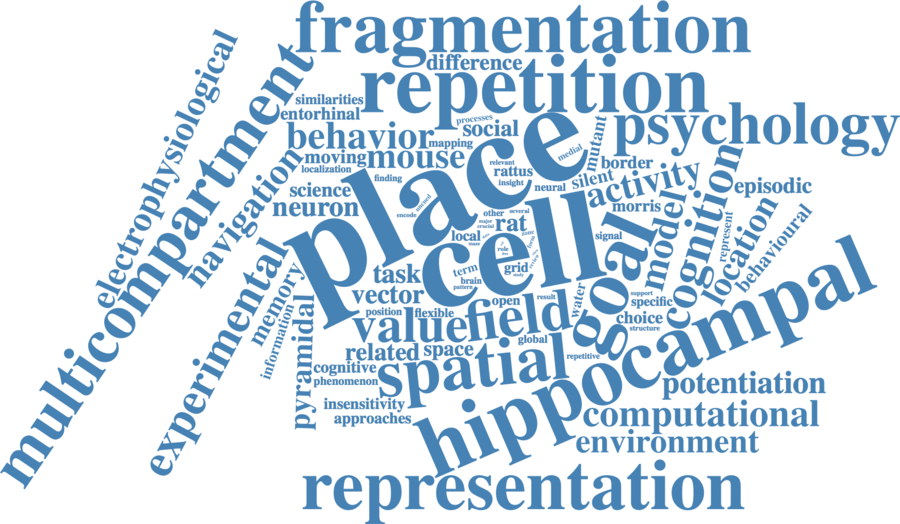 fragmentation
difference
repetition
electrophysiological
multicompartment
similarities
entorhinal
processes
social
psychology
behavior
mapping
mutant
medial
moving
mouse
border
localization
relevant
rattus
insight
navigation
finding
place
neural
silent
activity
cognition
episodic
science
neuron
encode
morris
model
location
represent
behavioural
other
several
major
crucial
rat
local
signal
cell
role
goal
experimental
memory
information
task
term
brain
pattern
grid
study
vector
open
result
water
support
specific
position
flexible
choice
structure
value
field
pyramidal
related
space
global
repetitive
cognitive
phenomenon
spatial
hippocampal
potentiation
insensitivity
approaches
computational
environment
representation